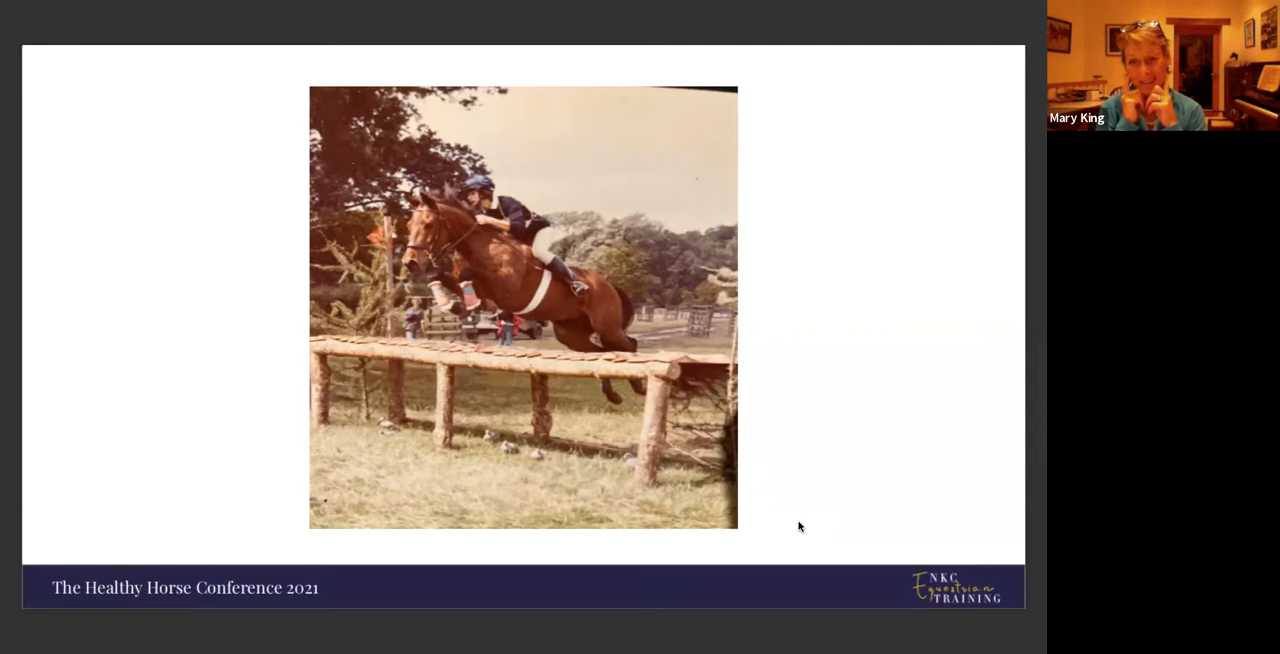 Mary King
The Healthy Horse Conference 2021
NKC
Equestrian
TRAINING